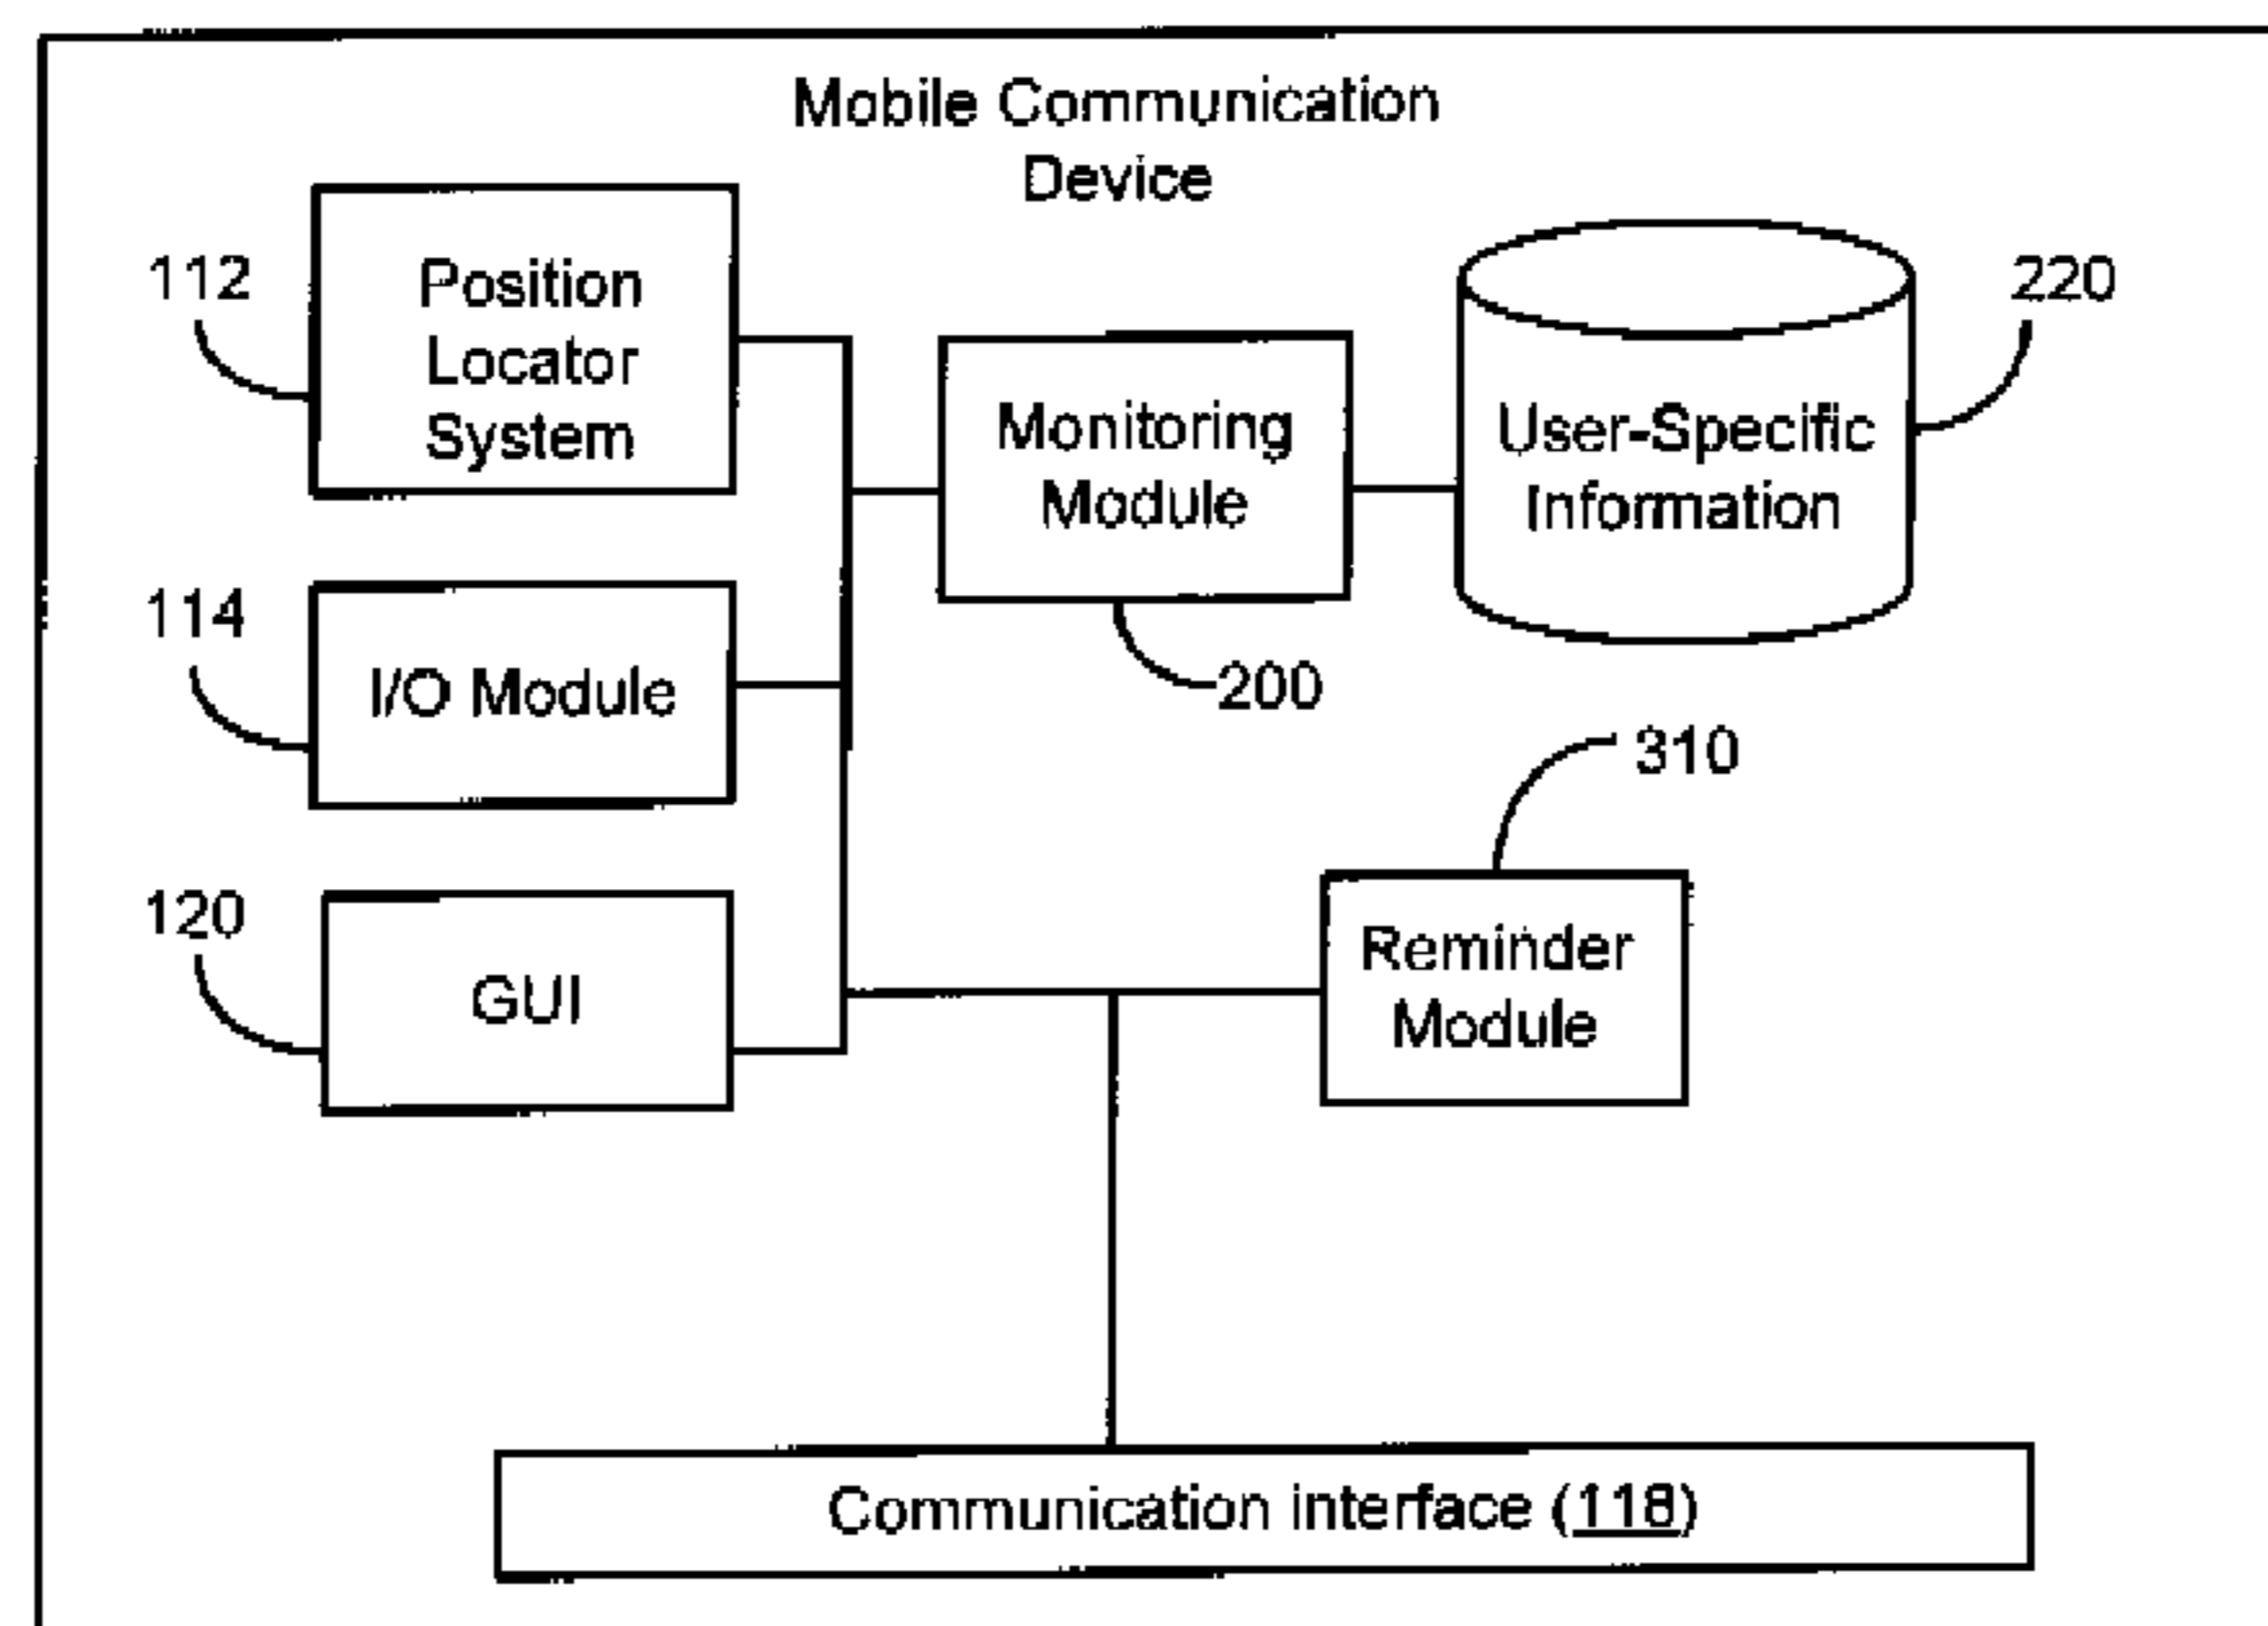 Mobile Communication
Device
112
Position
Locator
System
Monitoring
Module
200
User-Specific
Information
220
114
I/O Module
310
Reminder
Module
120
GUI
Communication interface (118)